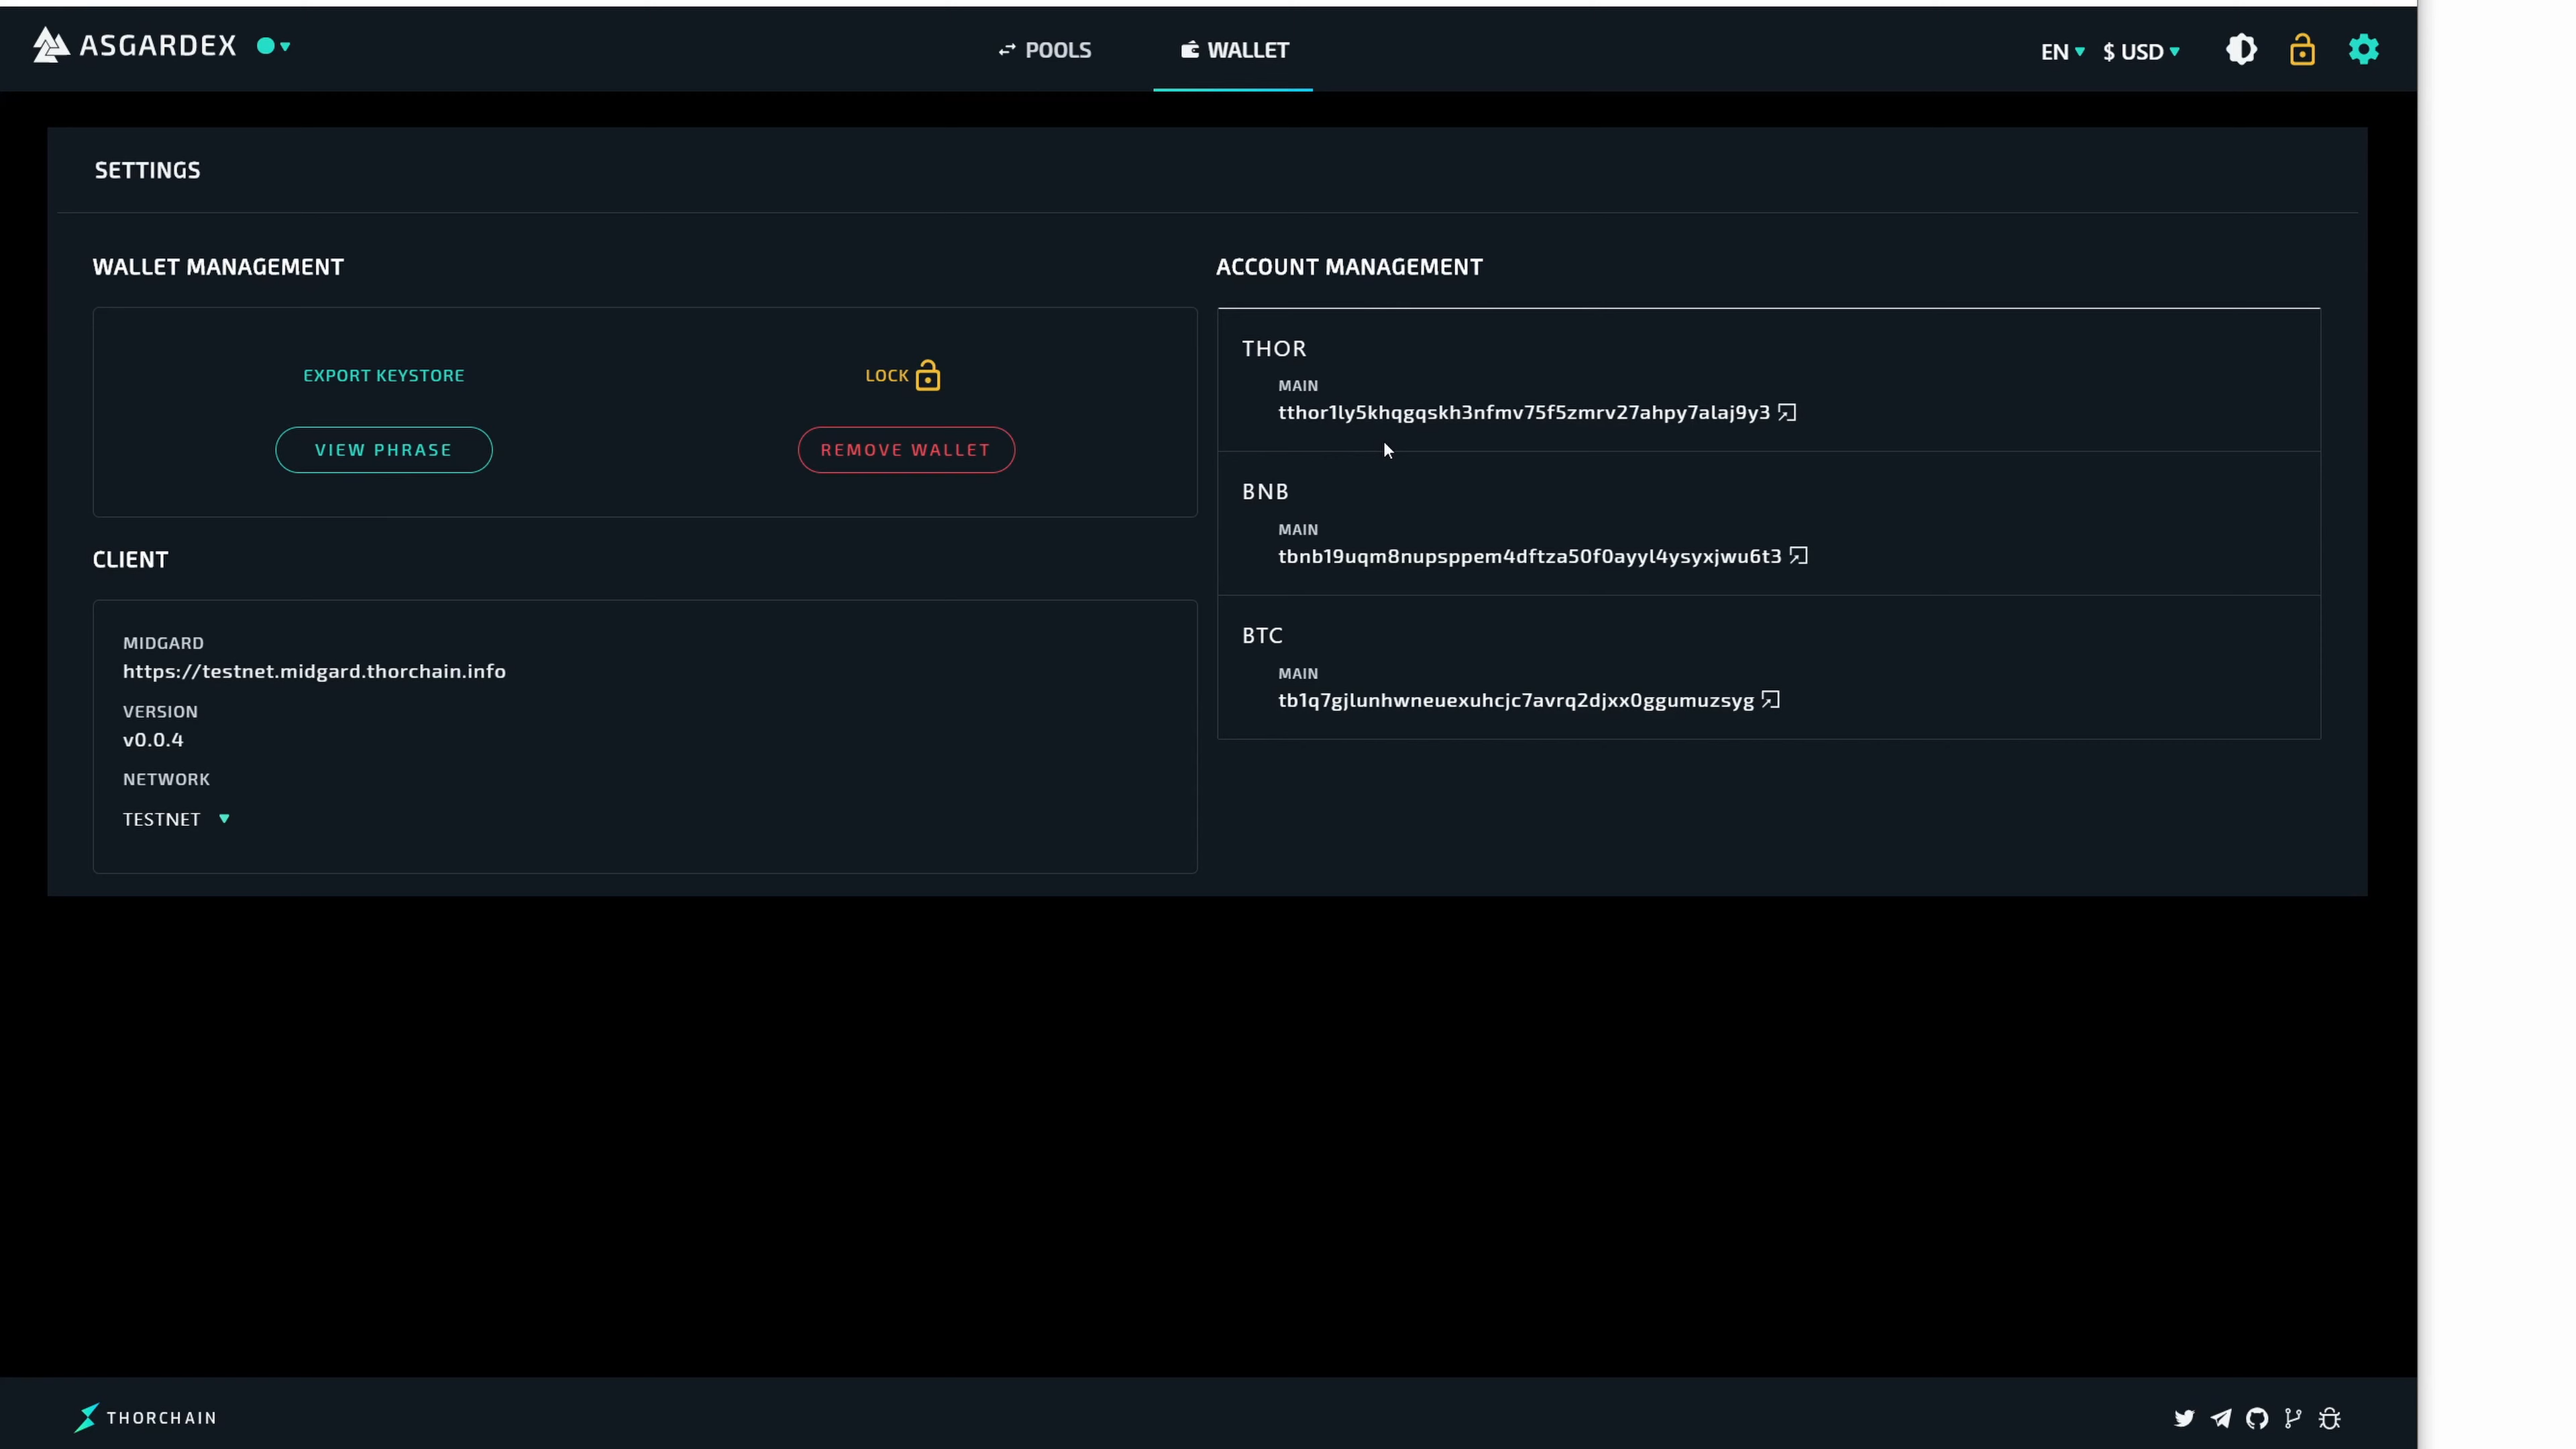 ASGARDEX
POOLS
WALLET
EN
$ USD
SETTINGS
WALLET MANAGEMENT
EXPORT KEYSTORE
LOCK
VIEW PHRASE
REMOVE WALLET
CLIENT
MIDGARD
https://testnet.midgard.thorchain.info
VERSION
v0.0.4
NETWORK
TESTNET
ACCOUNT MANAGEMENT
THOR
MAIN
tthor1ly5khqgqskh3nfmv75f5zmrv27ahpy7alaj9y3
BNB
MAIN
tbnb19uqm8nupsppem4dftza50f0ayyl4ysyxjwu6t3
BTC
MAIN
tb1q7gjlunhwneuexuhcjc7avrq2djxx0ggumuzsyg
THORCHAIN